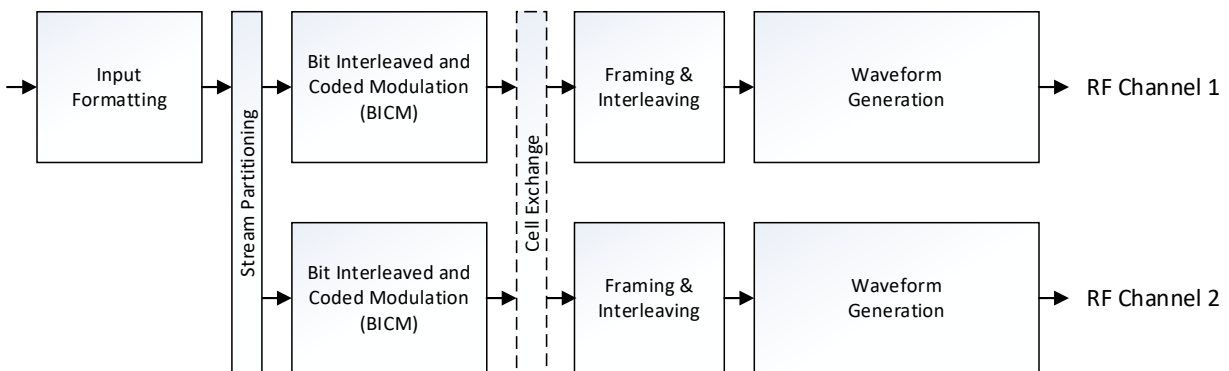 Input
Formatting
Stream Partitioning
Bit Interleaved and
Coded Modulation
(BICM)
Cell Exchange
Framing &
Interleaving
Waveform
Generation
RF Channel 1
Bit Interleaved and
Coded Modulation
(BICM)
Framing &
Interleaving
Waveform
Generation
RF Channel 2